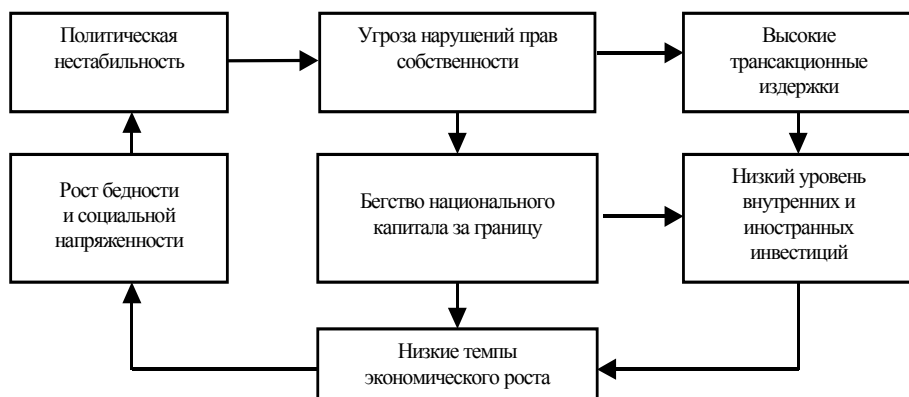 Политическая
нестабильность
Угроза нарушений прав
собственности
Высокие
трансакционные
издержки
Рост бедности
и социальной
напряженности
Бегство национального
капитала за границу
Низкий уровень
внутренних и
иностранных
инвестиций
Низкие темпы
экономического роста